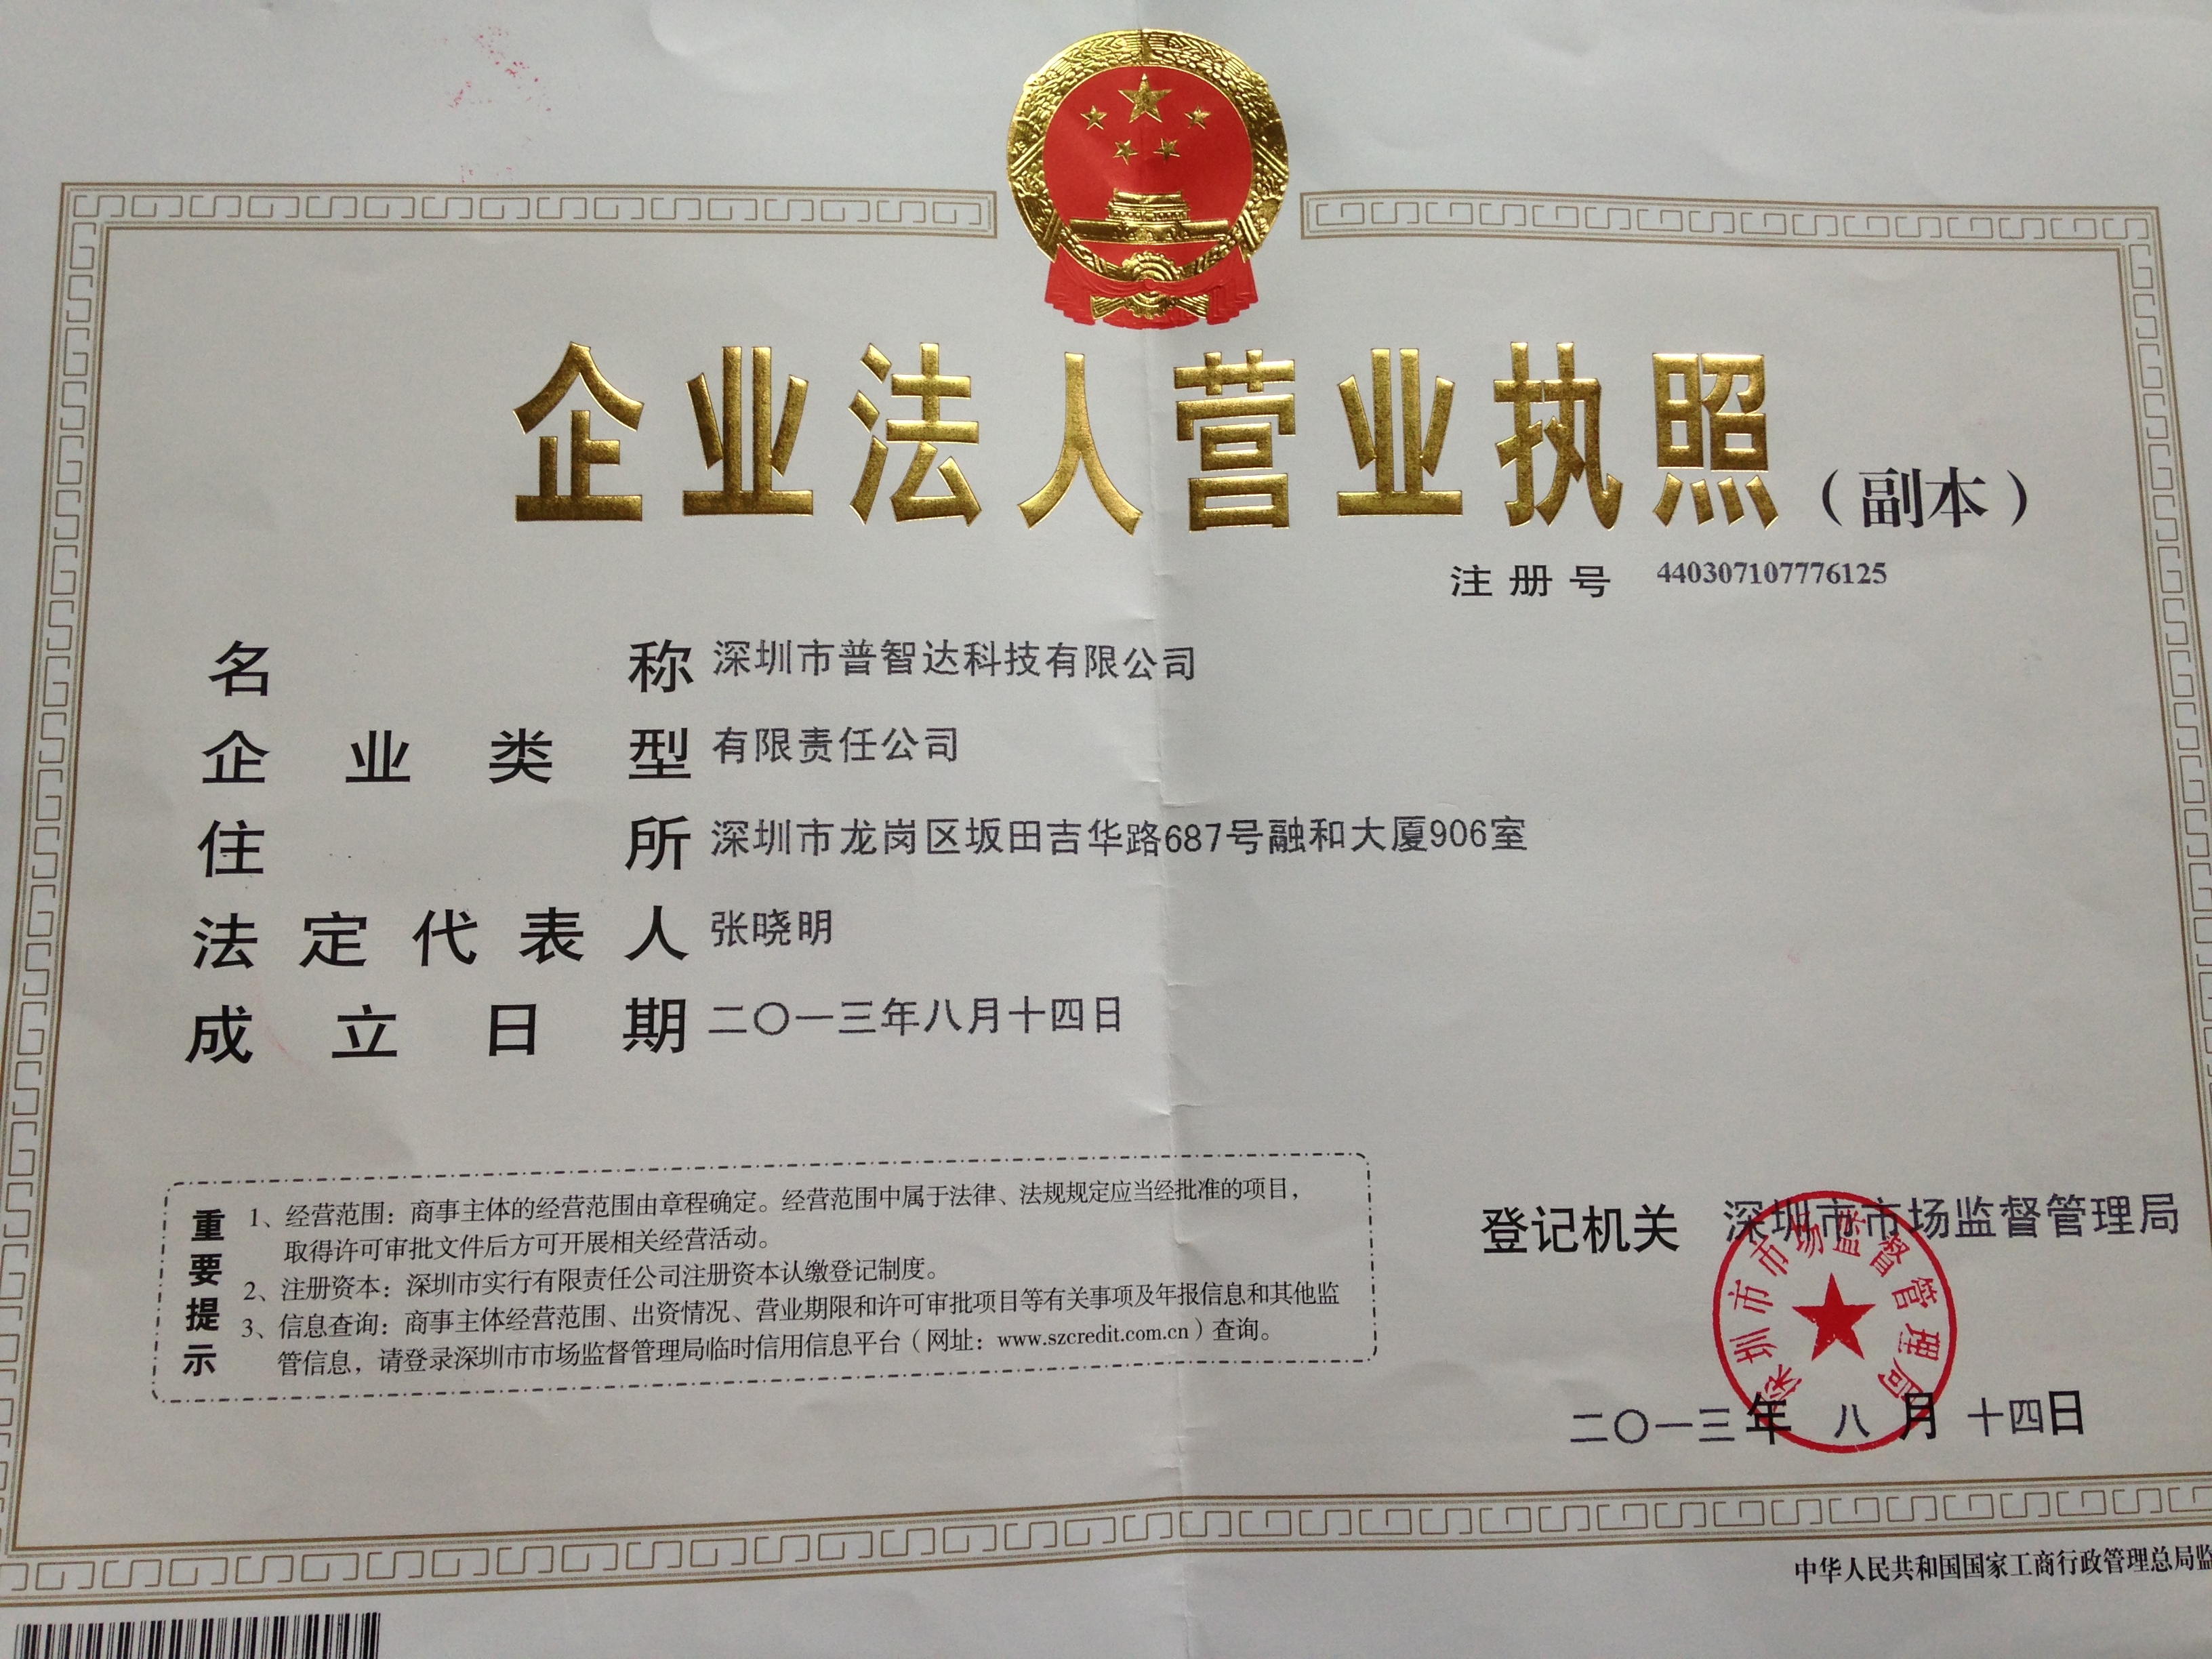 企业法人营业执照（副本）
注册号 440307107776125
名称 深圳市普智达科技有限公司
企业类型 有限责任公司
住所 深圳市龙岗区坂田吉华路687号融和大厦906室
法定代表人 张晓明
成立日期 二〇一三年八月十四日
重要提示
1、经营范围：商事主体的经营范围由章程确定。经营范围中属于法律、法规规定应当经批准的项目，
取得许可审批文件后方可开展相关经营活动。
2、注册资本：深圳市实行有限责任公司注册资本认缴登记制度。
3、信息查询：商事主体经营范围、出资情况、营业期限和许可审批项目等有关事项及年报信息和其他监
管信息，请登录深圳市市场监督管理局临时信用信息平台（网址：www.szcredit.com.cn）查询。
登记机关 深圳市市场监督管理局
深圳市市场监督管理局
二〇一三年八月十四日
中华人民共和国国家工商行政管理总局监